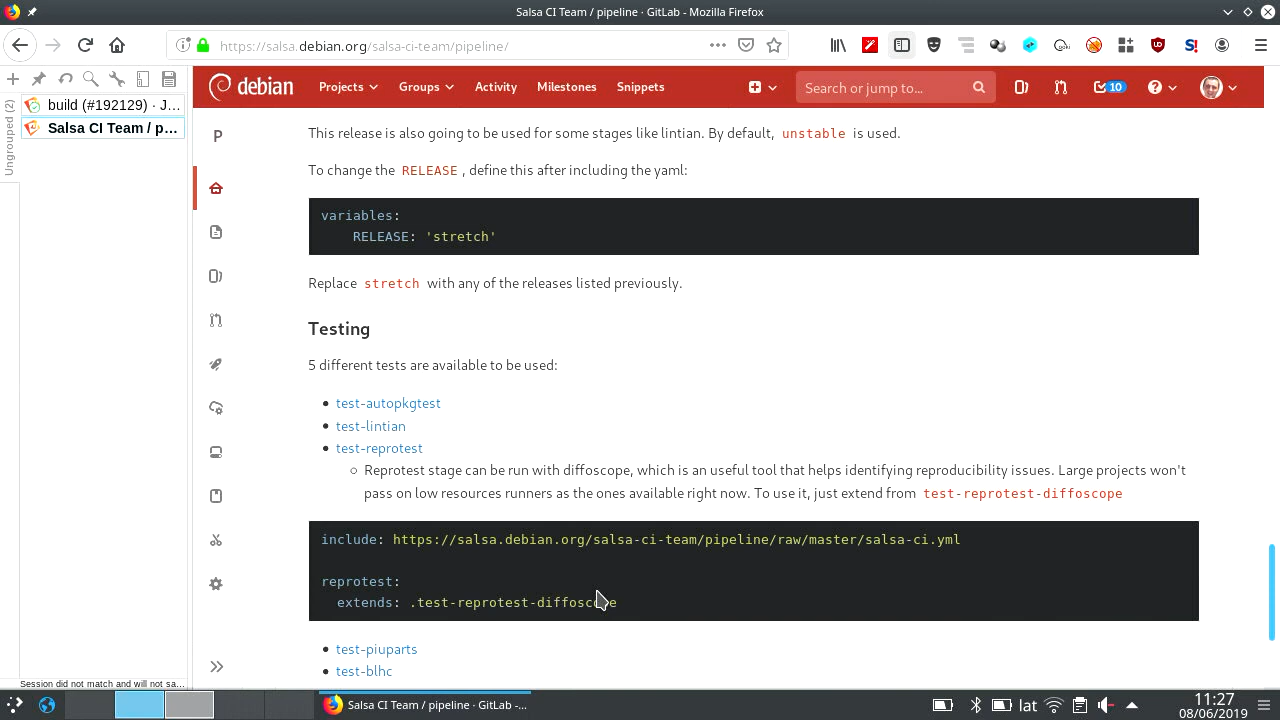 Salsa CI Team / pipeline · GitLab - Mozilla Firefox
https://salsa.debian.org/salsa-ci-team/pipeline/
Ungrouped (2)
build (#192129) · J...
Salsa CI Team / p...
debian
Projects
Groups
Activity
Milestones
Snippets
Search or jump to...
10
P
This release is also going to be used for some stages like lintian. By default, unstable is used.
To change the RELEASE , define this after including the yaml:
variables:
RELEASE: 'stretch'
Replace stretch with any of the releases listed previously.
Testing
5 different tests are available to be used:
test-autopkgtest
test-lintian
test-reprotest
Reprotest stage can be run with diffoscope, which is an useful tool that helps identifying reproducibility issues. Large projects won't
pass on low resources runners as the ones available right now. To use it, just extend from test-reprotest-diffoscope
include: https://salsa.debian.org/salsa-ci-team/pipeline/raw/master/salsa-ci.yml
reprotest:
extends: .test-reprotest-diffoscope
test-piuparts
test-blhc
Session did not match and will not sa...
Salsa CI Team / pipeline · GitLab -...
lat
11:27
08/06/2019